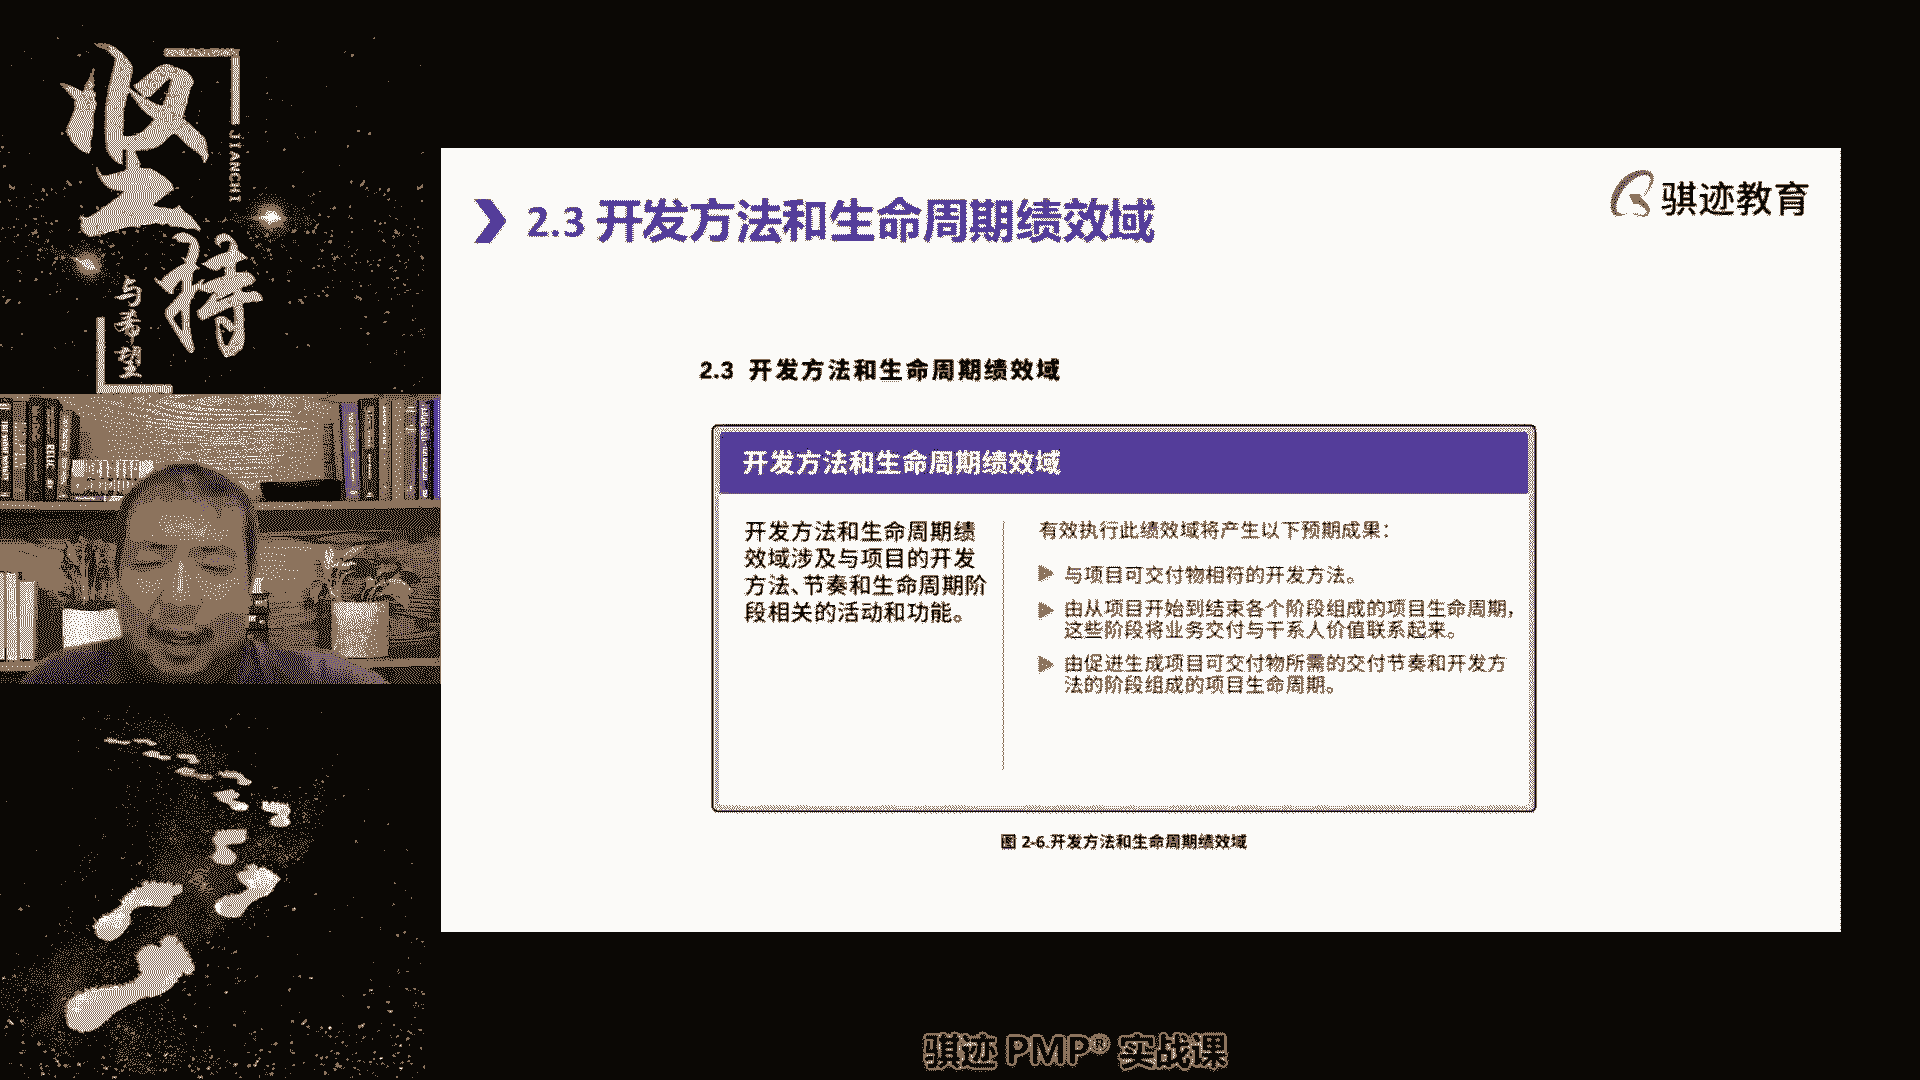 坚持
JIANCHI
与希望
骐迹教育
2.3 开发方法和生命周期绩效域
2.3 开发方法和生命周期绩效域
开发方法和生命周期绩效域
开发方法和生命周期绩
效域涉及与项目的开发
方法、节奏和生命周期阶
段相关的活动和功能。
有效执行此绩效域将产生以下预期成果：
与项目可交付物相符的开发方法。
由从项目开始到结束各个阶段组成的项目生命周期，
这些阶段将业务交付与干系人价值联系起来。
由促进生成项目可交付物所需的交付节奏和开发方
法的阶段组成的项目生命周期。
图 2-6.开发方法和生命周期绩效域
骐迹 PMP® 实战课